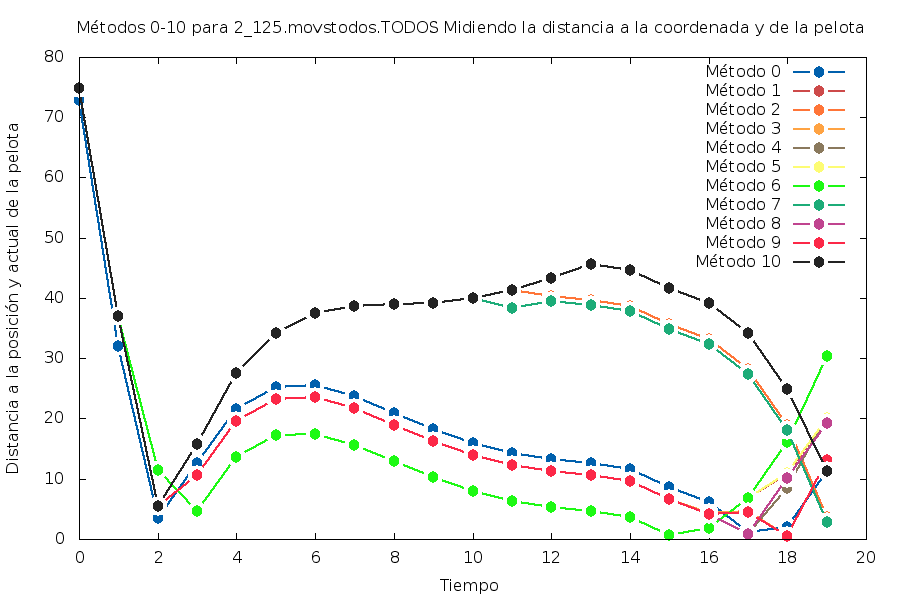 Métodos 0-10 para 2_125.movstodos.TODOS Midiendo la distancia a la coordenada y de la pelota
Distancia a la posición y actual de la pelota
80
70
60
50
40
30
20
10
0
Método 0
Método 1
Método 2
Método 3
Método 4
Método 5
Método 6
Método 7
Método 8
Método 9
Método 10
0 2 4 6 8 10 12 14 16 18 20
Tiempo